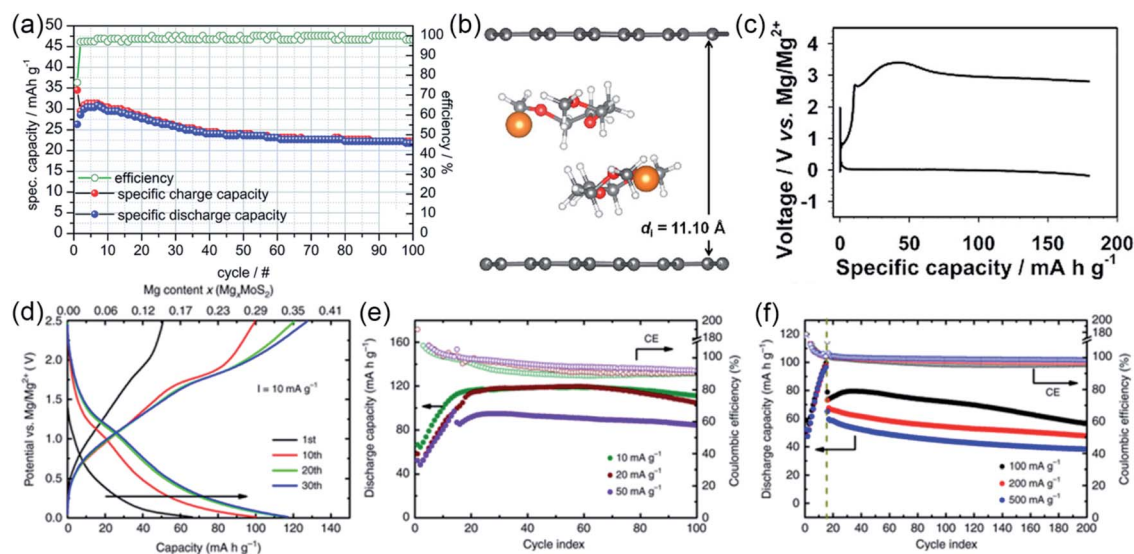 (a)
50
45
40
35
30
25
20
15
10
5
0
spec. capacity / mAh g⁻¹
100
90
80
70
60
50
40
30
20
10
0
efficiency / %
efficiency
specific charge capacity
specific discharge capacity
0 10 20 30 40 50 60 70 80 90 100
cycle / #
(b)
dI = 11.10 Å
(c)
Voltage / V vs. Mg/Mg²⁺
4
3
2
1
0
-1
0 50 100 150 200
Specific capacity / mA h g⁻¹
(d)
Mg content x (MgxMoS2)
0.00 0.06 0.12 0.17 0.23 0.29 0.35 0.41
Potential vs. Mg/Mg²⁺ (V)
2.5
2.0
1.5
1.0
0.5
0.0
I = 10 mA g⁻¹
1st
10th
20th
30th
0 20 40 60 80 100 120 150
Capacity (mA h g⁻¹)
(e)
Discharge capacity (mA h g⁻¹)
160
120
80
40
0
CE
200
180
100
80
60
40
20
0
Coulombic efficiency (%)
10 mA g⁻¹
20 mA g⁻¹
50 mA g⁻¹
0 20 40 60 80 100
Cycle index
(f)
Discharge capacity (mA h g⁻¹)
120
100
80
60
40
20
0
CE
200
180
100
80
60
40
20
0
Coulombic efficiency (%)
100 mA g⁻¹
200 mA g⁻¹
500 mA g⁻¹
0 20 40 60 80 100 120 140 160 180 200
Cycle index